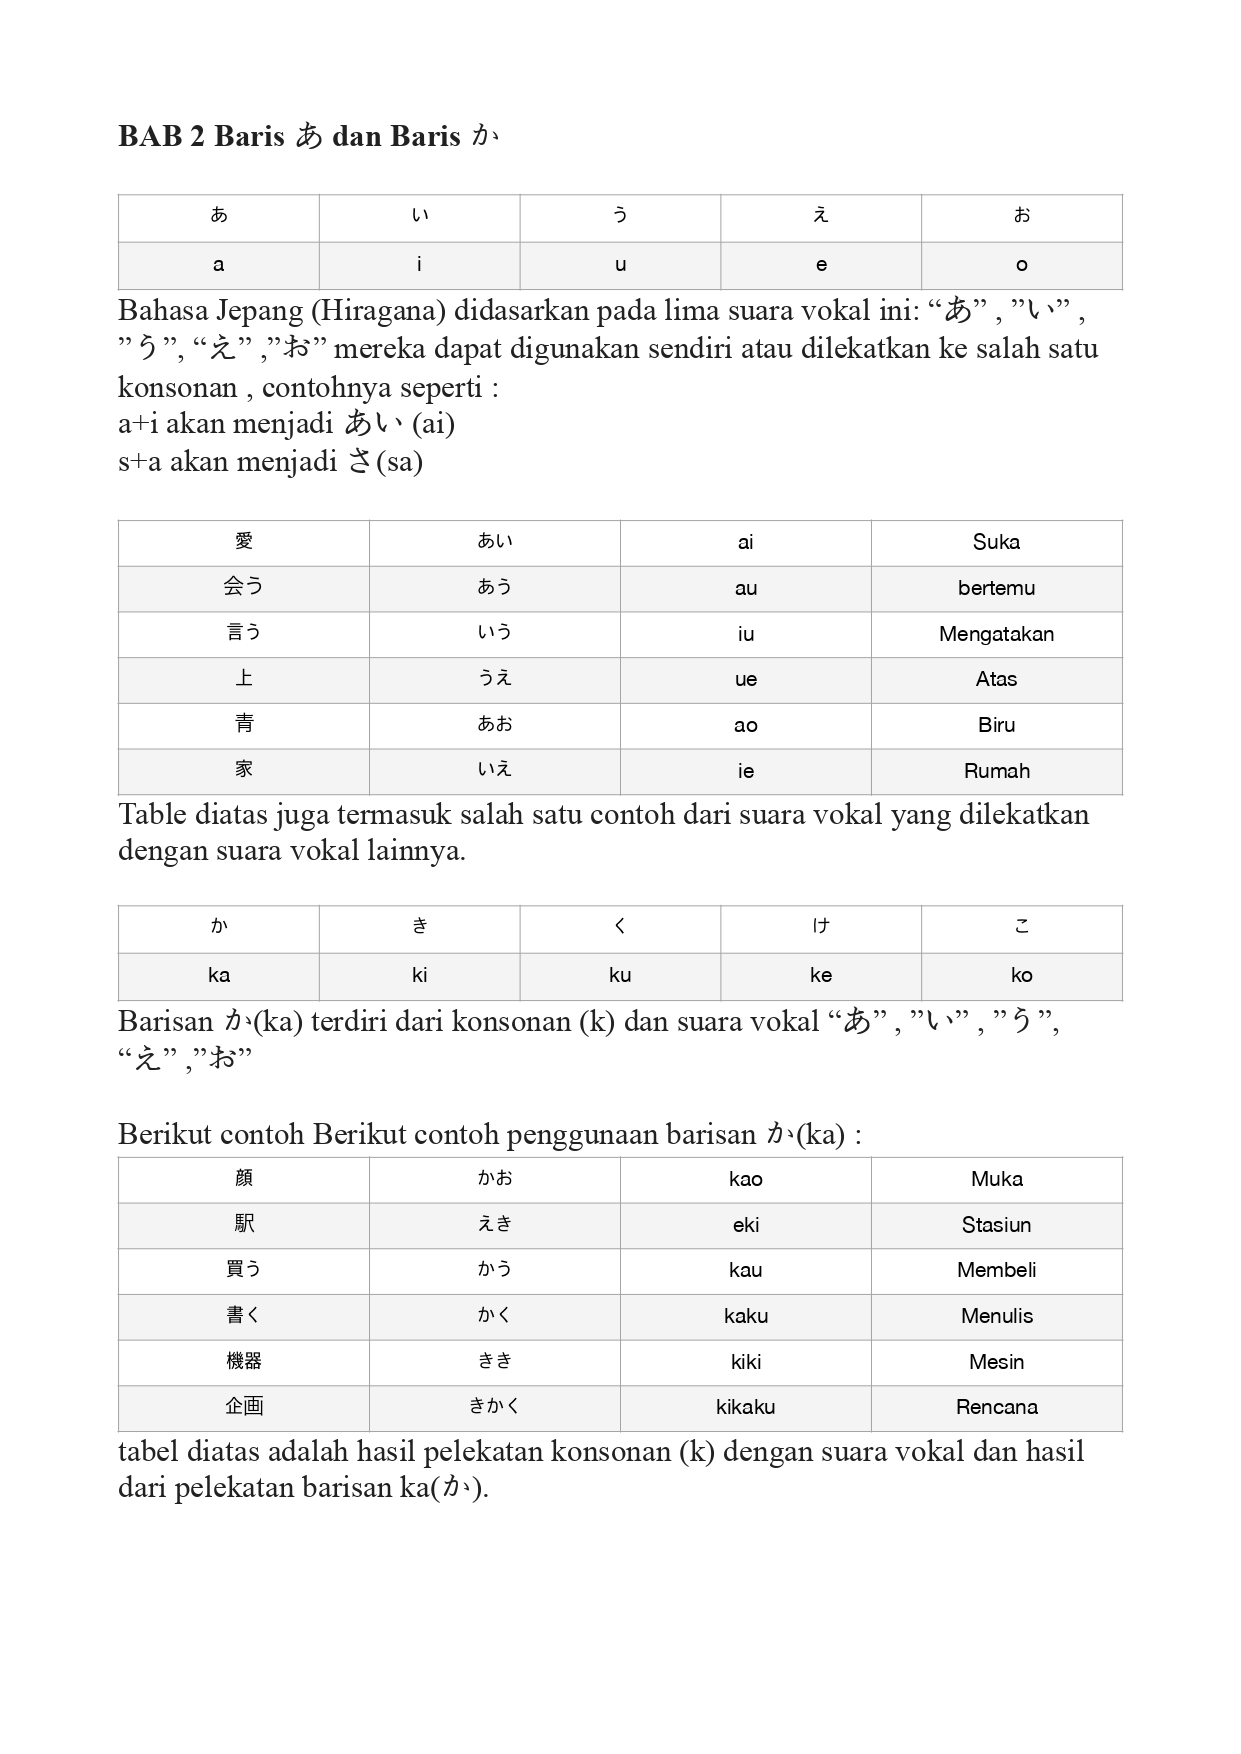 BAB 2 Baris あ dan Baris か
あ い う え お
a i u e o
Bahasa Jepang (Hiragana) didasarkan pada lima suara vokal ini: “あ” , ”い” ,
”う”, “え” ,”お” mereka dapat digunakan sendiri atau dilekatkan ke salah satu
konsonan , contohnya seperti :
a+i akan menjadi あい (ai)
s+a akan menjadi さ(sa)
愛 あい ai Suka
会う あう au bertemu
言う いう iu Mengatakan
上 うえ ue Atas
青 あお ao Biru
家 いえ ie Rumah
Table diatas juga termasuk salah satu contoh dari suara vokal yang dilekatkan
dengan suara vokal lainnya.
か き く け こ
ka ki ku ke ko
Barisan か(ka) terdiri dari konsonan (k) dan suara vokal “あ” , ”い” , ”う”,
“え” ,”お”
Berikut contoh Berikut contoh penggunaan barisan か(ka) :
顔 かお kao Muka
駅 えき eki Stasiun
買う かう kau Membeli
書く かく kaku Menulis
機器 きき kiki Mesin
企画 きかく kikaku Rencana
tabel diatas adalah hasil pelekatan konsonan (k) dengan suara vokal dan hasil
dari pelekatan barisan ka(か).